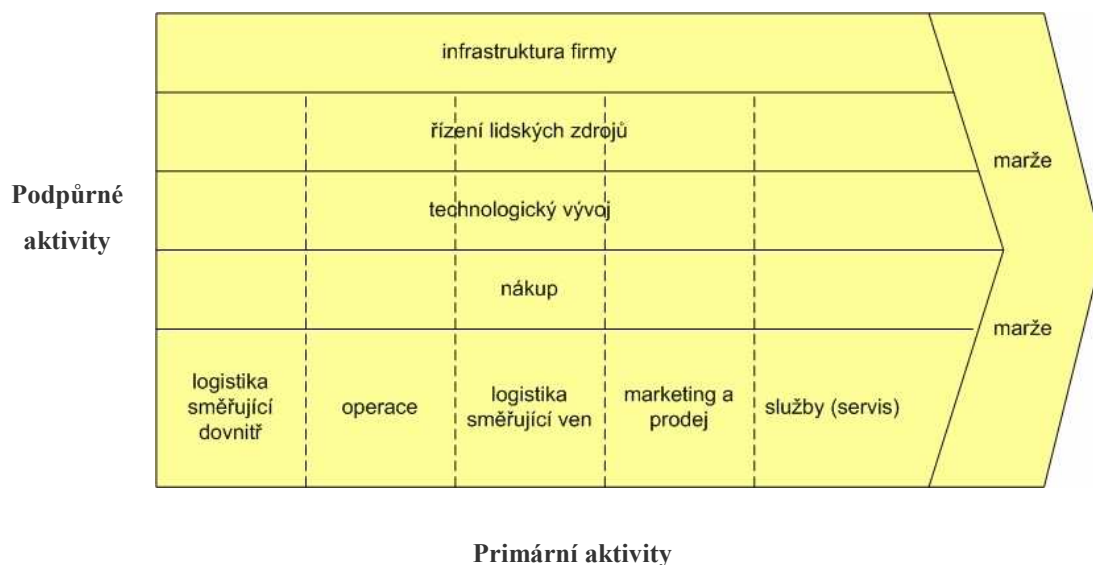 infrastruktura firmy
řízení lidských zdrojů
marže
Podpůrné
aktivity
technologický vývoj
nákup
marže
logistika
směřující
dovnitř
operace
logistika
směřující ven
marketing a
prodej
služby (servis)
Primární aktivity